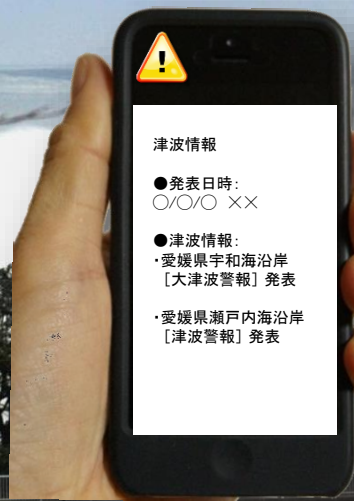 津波情報
●発表日時:
〇/〇/〇 ××
●津波情報:
・愛媛県宇和海沿岸
[大津波警報] 発表
・愛媛県瀬戸内海沿岸
[津波警報] 発表